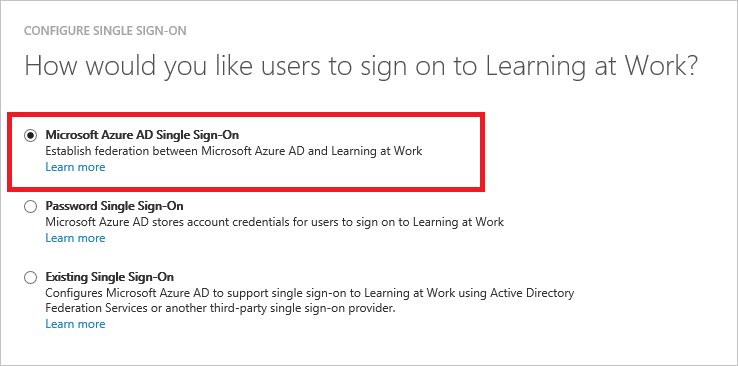 CONFIGURE SINGLE SIGN-ON
How would you like users to sign on to Learning at Work?
Microsoft Azure AD Single Sign-On
Establish federation between Microsoft Azure AD and Learning at Work
Learn more
Password Single Sign-On
Microsoft Azure AD stores account credentials for users to sign on to Learning at Work
Learn more
Existing Single Sign-On
Configures Microsoft Azure AD to support single sign-on to Learning at Work using Active Directory
Federation Services or another third-party single sign-on provider.
Learn more